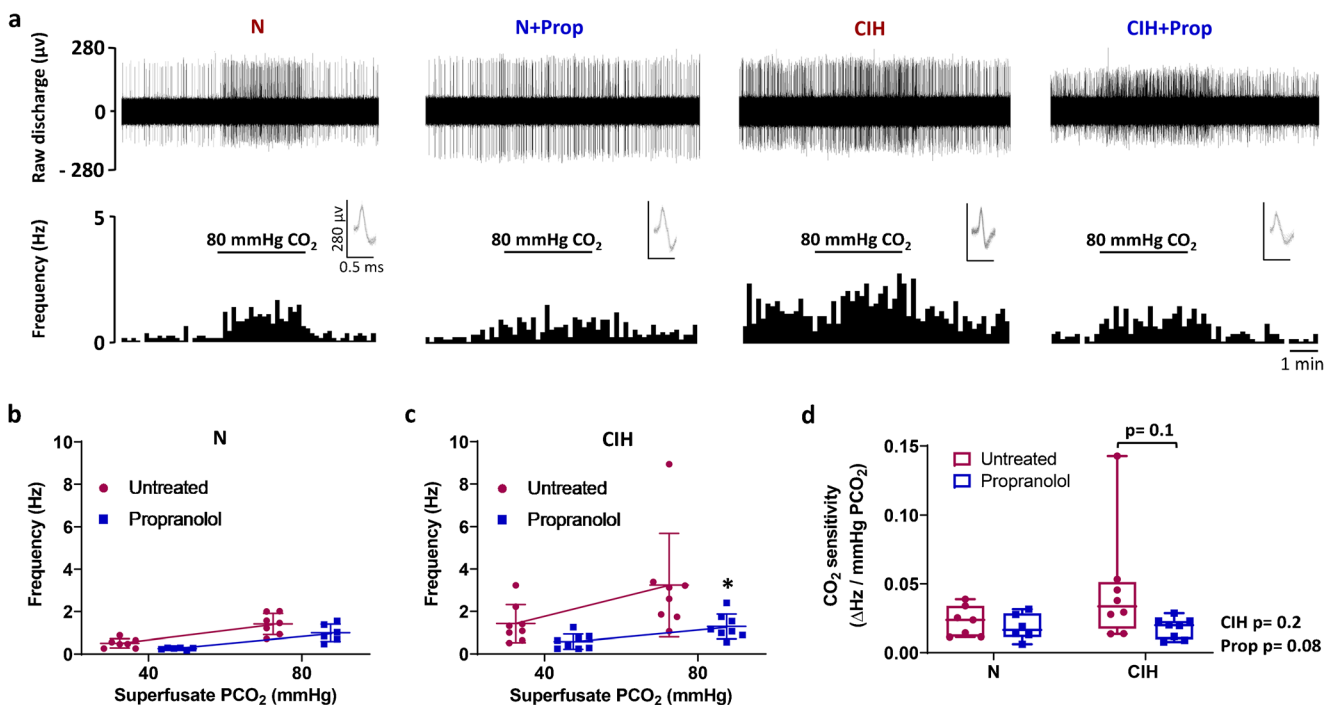 a
N
N+Prop
CIH
CIH+Prop
Raw discharge (μv)
280
0
- 280
Frequency (Hz)
5
0
80 mmHg CO₂
280 μv
0.5 ms
80 mmHg CO₂
80 mmHg CO₂
80 mmHg CO₂
1 min
b
N
Frequency (Hz)
10
8
6
4
2
0
Untreated
Propranolol
40
80
Superfusate PCO₂ (mmHg)
c
CIH
Frequency (Hz)
10
8
6
4
2
0
Untreated
Propranolol
*
40
80
Superfusate PCO₂ (mmHg)
d
CO₂ sensitivity
(ΔHz / mmHg PCO₂)
0.15
0.10
0.05
0.00
Untreated
Propranolol
p= 0.1
N
CIH
CIH p= 0.2
Prop p= 0.08